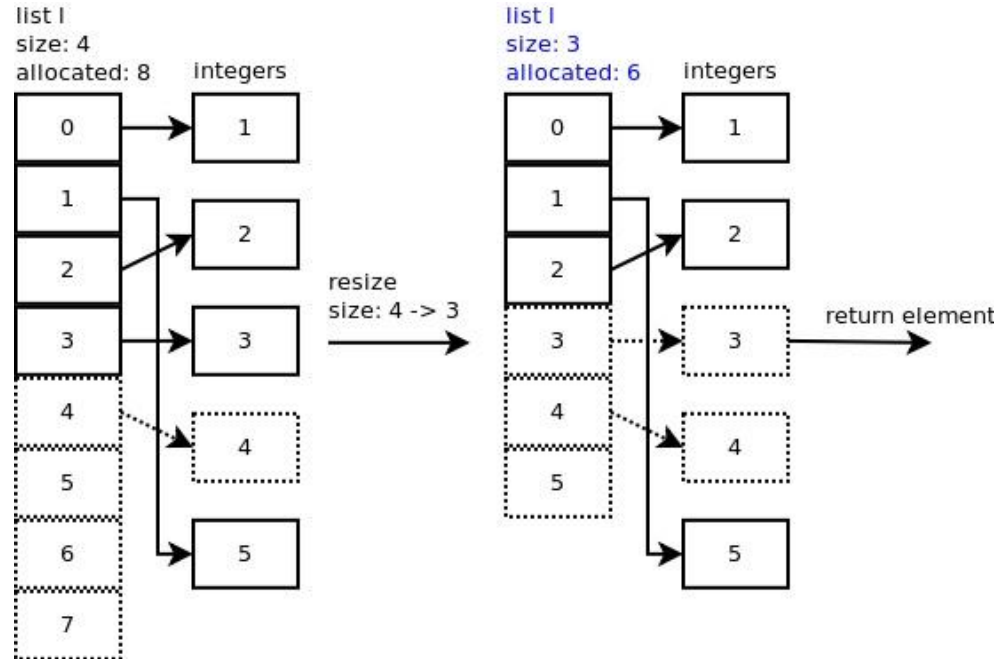 list l
size: 4
allocated: 8
integers
0
1
2
3
4
5
6
7
1
2
3
4
5
resize
size: 4 -> 3
list l
size: 3
allocated: 6
integers
0
1
2
3
4
5
1
2
3
4
5
return element